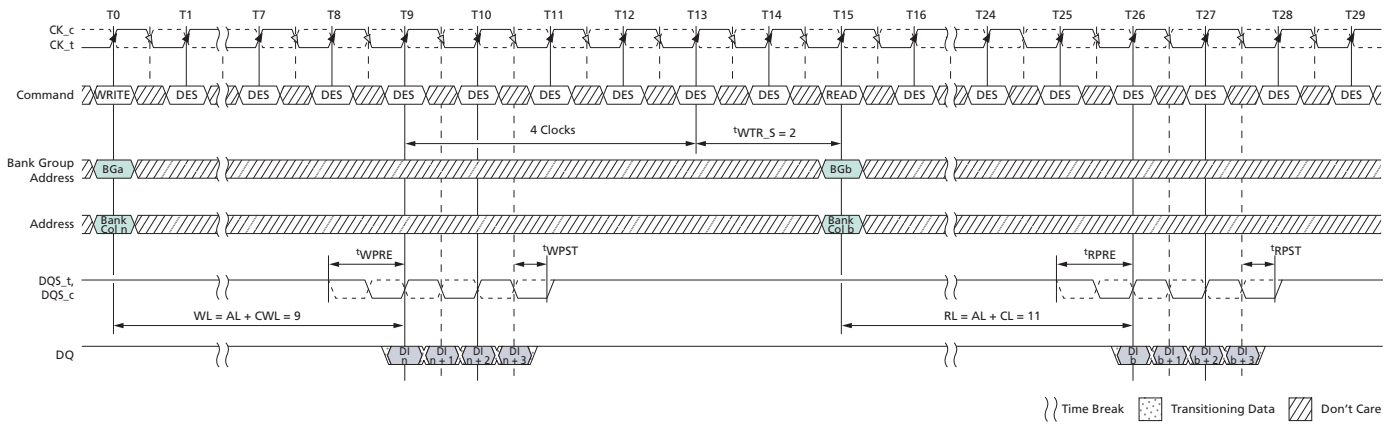 T0 T1 T7 T8 T9 T10 T11 T12 T13 T14 T15 T16 T24 T25 T26 T27 T28 T29
CK_c
CK_t
Command WRITE DES DES DES DES DES DES DES DES DES READ DES DES DES DES DES DES DES
4 Clocks tWTR_S = 2
Bank Group
Address
BGa BGb
Address
Bank
Col n
Bank
Col b
tWPRE tWPST tRPRE tRPST
DQS_t,
DQS_c
WL = AL + CWL = 9 RL = AL + CL = 11
DQ
DI
n
DI
n + 1
DI
n + 2
DI
n + 3
DI
b
DI
b + 1
DI
b + 2
DI
b + 3
Time Break Transitioning Data Don't Care